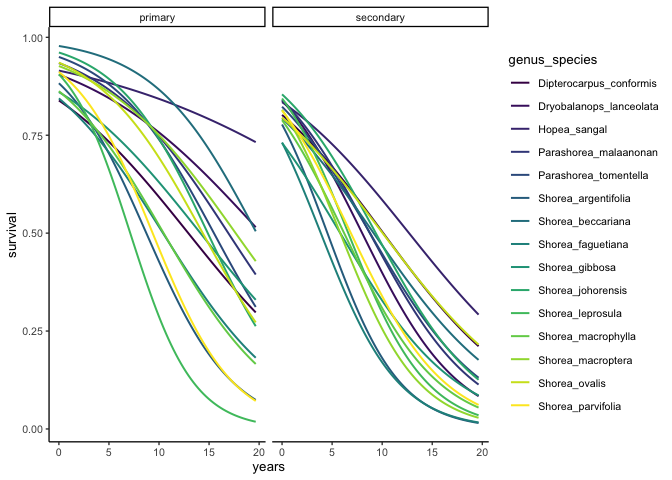 primary
secondary
1.00
0.75
0.50
0.25
0.00
survival
0
5
10
15
20
0
5
10
15
20
years
genus_species
Dipterocarpus_conformis
Dryobalanops_lanceolata
Hopea_sangal
Parashorea_malaanonan
Parashorea_tomentella
Shorea_argentifolia
Shorea_beccariana
Shorea_faguetiana
Shorea_gibbosa
Shorea_johorensis
Shorea_leprosula
Shorea_macrophylla
Shorea_macroptera
Shorea_ovalis
Shorea_parvifolia